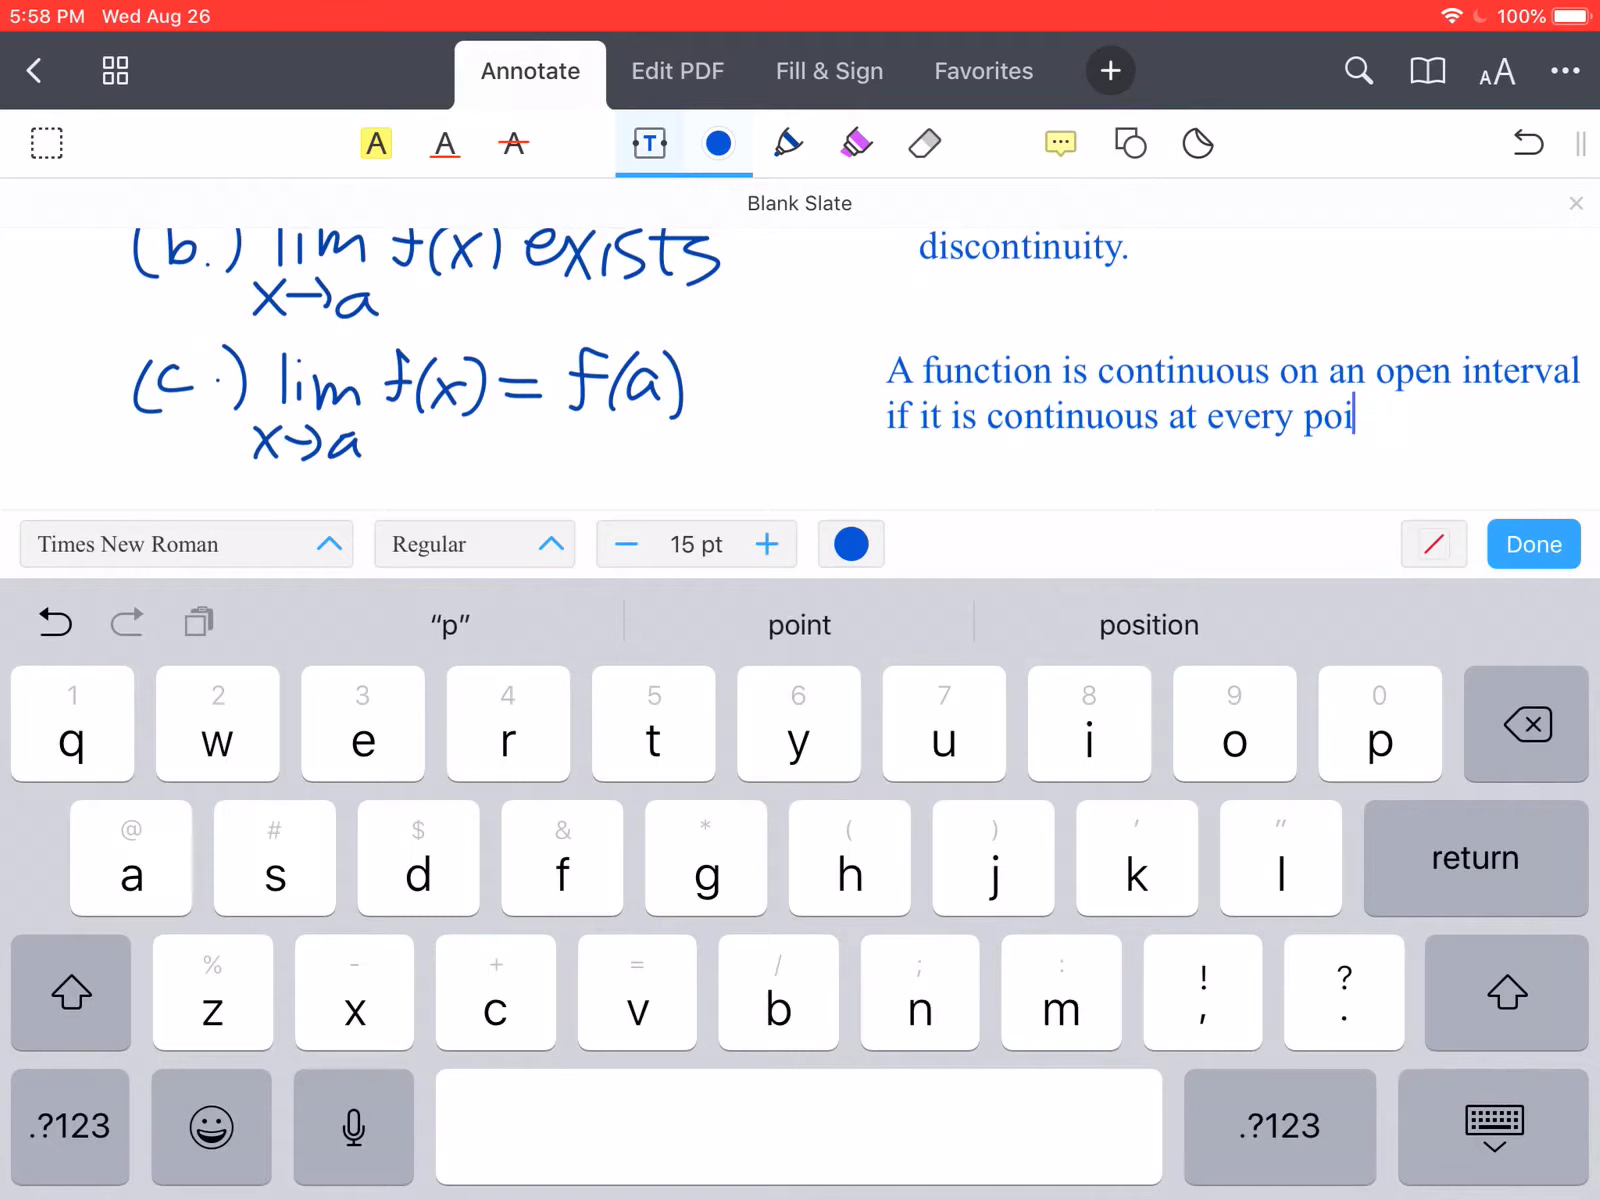 5:58 PM Wed Aug 26 100%
Annotate Edit PDF Fill & Sign Favorites + AA
A A A T
Blank Slate
(b.) lim f(x) exists
x→a
discontinuity.
(c.) lim f(x) = f(a)
x→a
A function is continuous on an open interval
if it is continuous at every poi
Times New Roman Regular 15 pt Done
“p” point position
1 2 3 4 5 6 7 8 9 0
q w e r t y u i o p
@ # $ & * ( ) ' "
a s d f g h j k l return
% - + = / ; : ! ?
z x c v b n m , .
.?123 .?123